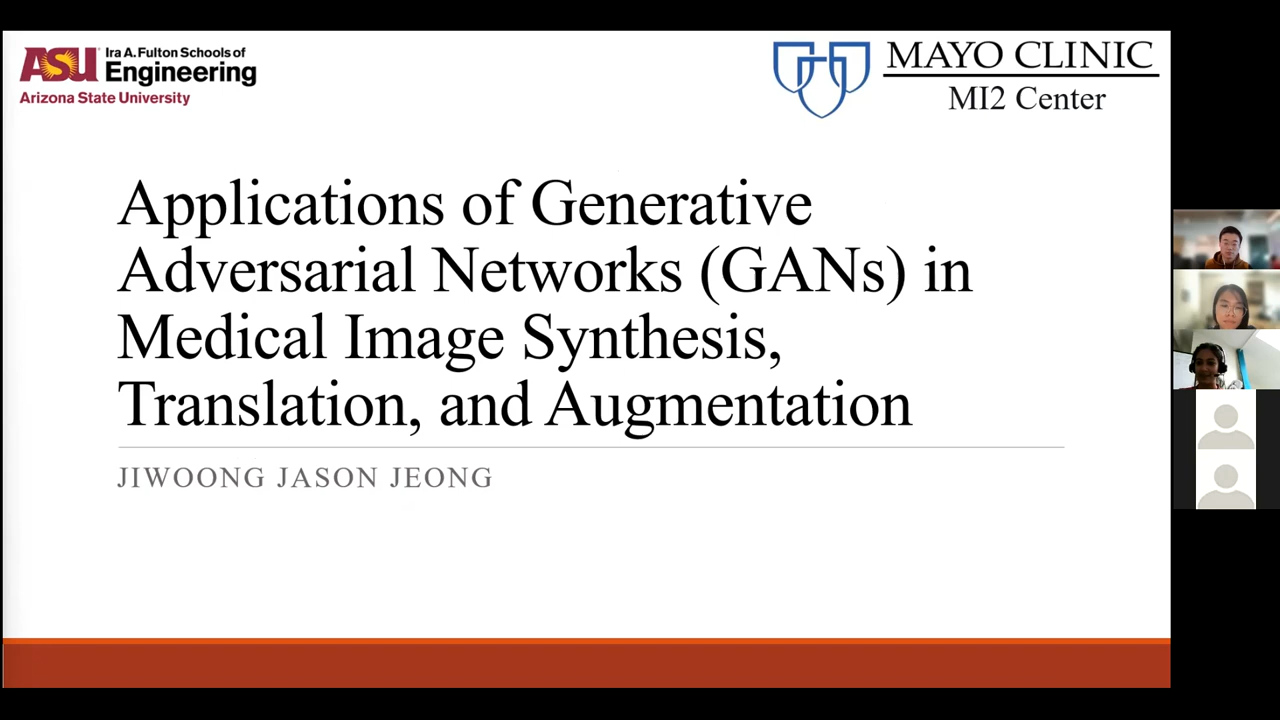 ASU Ira A. Fulton Schools of
Engineering
Arizona State University
MAYO CLINIC
MI2 Center
Applications of Generative
Adversarial Networks (GANs) in
Medical Image Synthesis,
Translation, and Augmentation
JIWOONG JASON JEONG